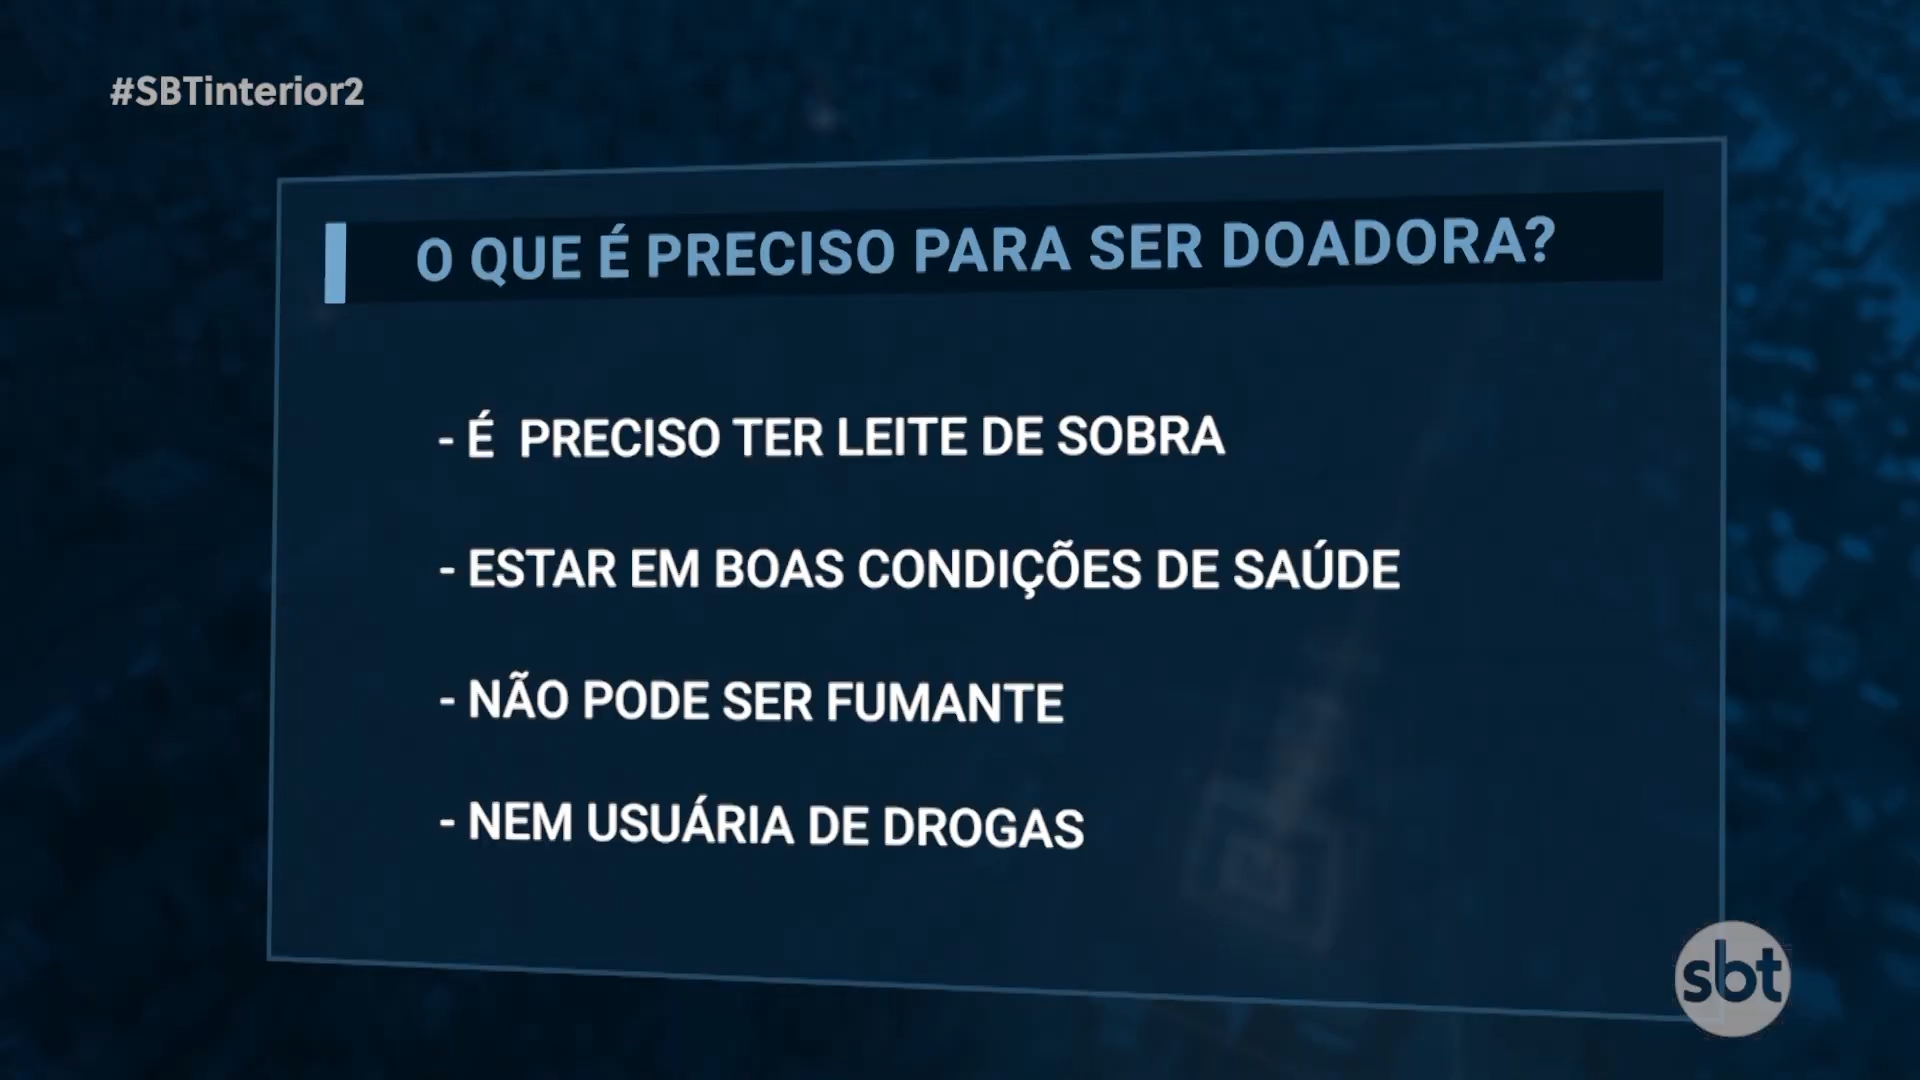 #SBTinterior2
O QUE É PRECISO PARA SER DOADORA?
- É PRECISO TER LEITE DE SOBRA
- ESTAR EM BOAS CONDIÇÕES DE SAÚDE
- NÃO PODE SER FUMANTE
- NEM USUÁRIA DE DROGAS
sbt